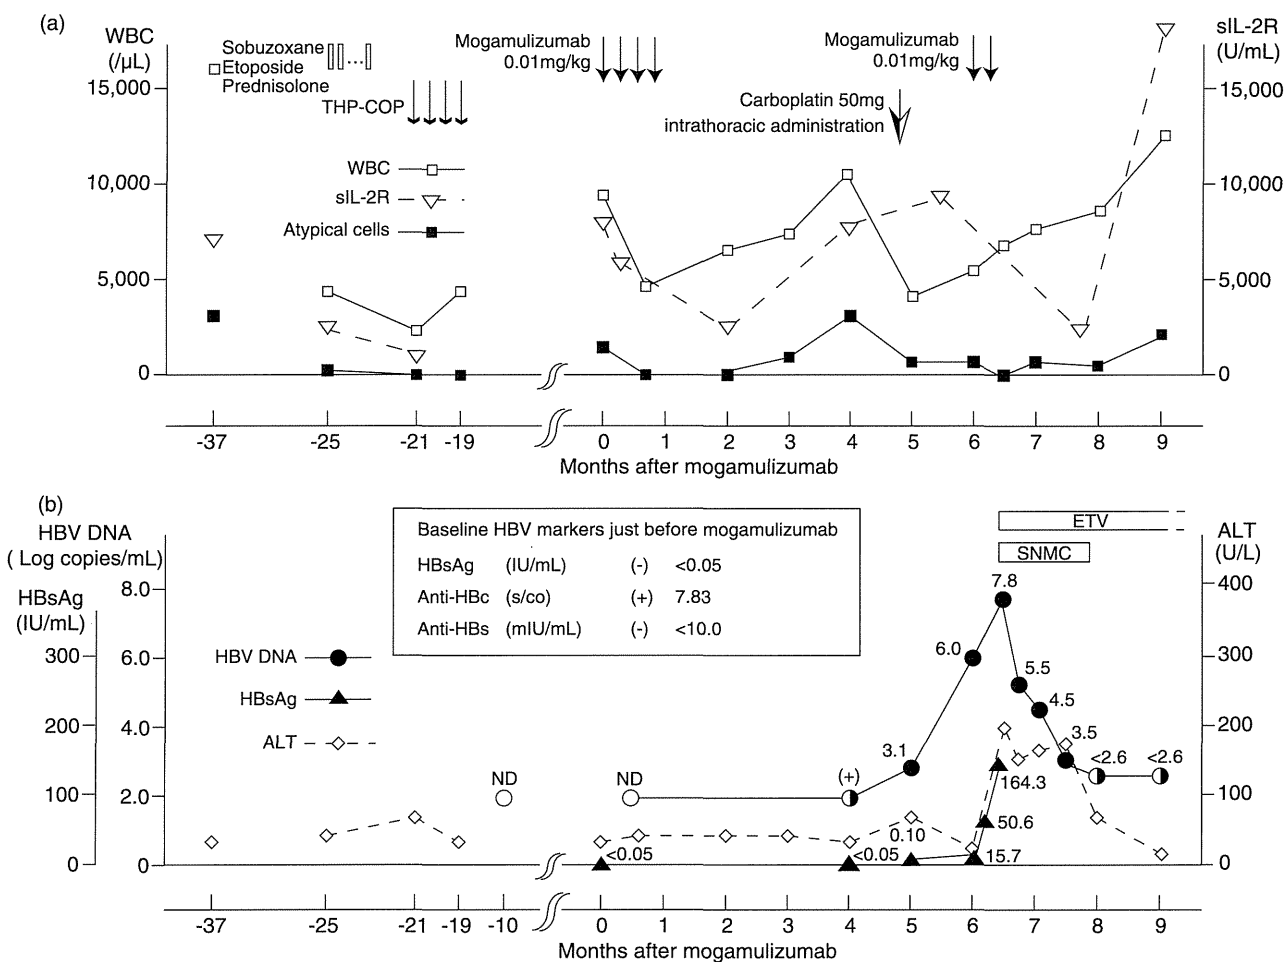 (a)
WBC
(/µL)
15,000
10,000
5,000
0
Sobuzoxane
Etoposide
Prednisolone
...
THP-COP
WBC
sIL-2R
Atypical cells
Mogamulizumab
0.01mg/kg
Carboplatin 50mg
intrathoracic administration
Mogamulizumab
0.01mg/kg
sIL-2R
(U/mL)
15,000
10,000
5,000
0
-37 -25 -21 -19 0 1 2 3 4 5 6 7 8 9
Months after mogamulizumab
(b)
HBV DNA
( Log copies/mL)
8.0
6.0
4.0
2.0
0
HBsAg
(IU/mL)
300
200
100
0
HBV DNA
HBsAg
ALT
Baseline HBV markers just before mogamulizumab
HBsAg (IU/mL) (-) <0.05
Anti-HBc (s/co) (+) 7.83
Anti-HBs (mIU/mL) (-) <10.0
ETV
SNMC
ALT
(U/L)
400
300
200
100
0
ND ND (+) 3.1 6.0 7.8 5.5 4.5 3.5 <2.6 <2.6
<0.05 <0.05 0.10 15.7 50.6 164.3
-37 -25 -21 -19 -10 0 1 2 3 4 5 6 7 8 9
Months after mogamulizumab